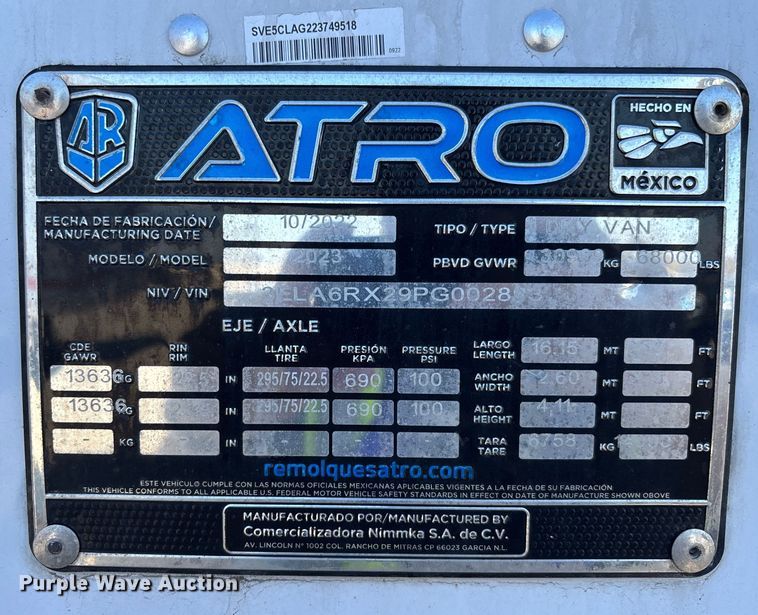 SVE5CLAG223749518
0922
AR
ATRO
HECHO EN
MÉXICO
FECHA DE FABRICACIÓN/
MANUFACTURING DATE
10/2022
TIPO / TYPE
VAN
MODELO / MODEL
2023
PBVD GVWR
KG
68000
LBS
NIV / VIN
EJE / AXLE
CDE
GAWR
RIN
RIM
LLANTA
TIRE
PRESIÓN
KPA
PRESSURE
PSI
13636 KG
IN
295/75/22.5
690
100
13636 KG
IN
295/75/22.5
690
100
-
KG
-
IN
-
-
-
LARGO
LENGTH
16.15
MT
FT
ANCHO
WIDTH
2.60
MT
FT
ALTO
HEIGHT
4.11
MT
FT
TARA
TARE
6758
KG
LBS
remolquesatro.com
ESTE VEHÍCULO CUMPLE CON LAS NORMAS OFICIALES MEXICANAS APLICABLES VIGENTES A LA FECHA DE SU FABRICACIÓN
THIS VEHICLE CONFORMS TO ALL APPLICABLE U.S. FEDERAL MOTOR VEHICLE SAFETY STANDARDS IN EFFECT ON DATE OF MANUFACTURE SHOWN ABOVE
MANUFACTURADO POR/MANUFACTURED BY
Comercializadora Nimmka S.A. de C.V.
AV. LINCOLN Nº 1002 COL. RANCHO DE MITRAS CP 66023 GARCIA N.L.
Purple Wave Auction